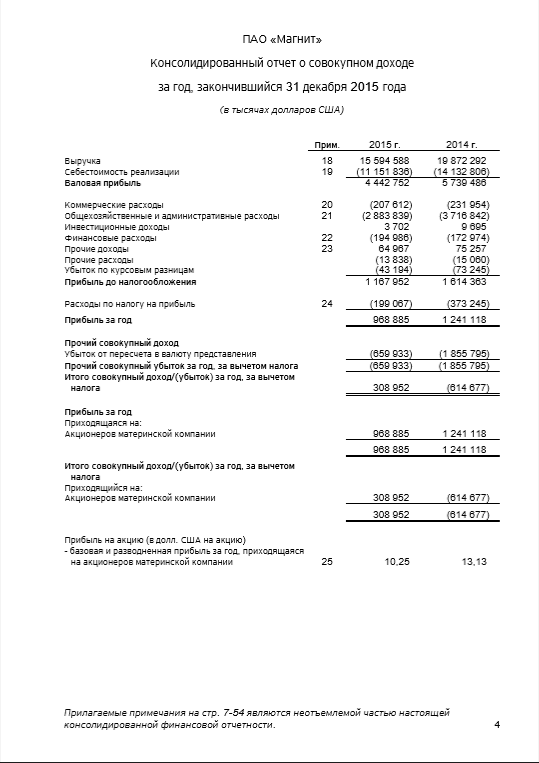 ПАО «Магнит»
Консолидированный отчет о совокупном доходе
за год, закончившийся 31 декабря 2015 года
(в тысячах долларов США)
Прим. 2015 г. 2014 г.
Выручка 18 15 594 588 19 872 292
Себестоимость реализации 19 (11 151 836) (14 132 806)
Валовая прибыль 4 442 752 5 739 486
Коммерческие расходы 20 (207 612) (231 954)
Общехозяйственные и административные расходы 21 (2 883 839) (3 716 842)
Инвестиционные доходы 3 702 9 695
Финансовые расходы 22 (194 986) (172 974)
Прочие доходы 23 64 967 75 257
Прочие расходы (13 838) (15 060)
Убыток по курсовым разницам (43 194) (73 245)
Прибыль до налогообложения 1 167 952 1 614 363
Расходы по налогу на прибыль 24 (199 067) (373 245)
Прибыль за год 968 885 1 241 118
Прочий совокупный доход
Убыток от пересчета в валюту представления (659 933) (1 855 795)
Прочий совокупный убыток за год, за вычетом налога (659 933) (1 855 795)
Итого совокупный доход/(убыток) за год, за вычетом
налога 308 952 (614 677)
Прибыль за год
Приходящаяся на:
Акционеров материнской компании 968 885 1 241 118
968 885 1 241 118
Итого совокупный доход/(убыток) за год, за вычетом
налога
Приходящийся на:
Акционеров материнской компании 308 952 (614 677)
308 952 (614 677)
Прибыль на акцию (в долл. США на акцию)
- базовая и разводненная прибыль за год, приходящаяся
на акционеров материнской компании 25 10,25 13,13
Прилагаемые примечания на стр. 7-54 являются неотъемлемой частью настоящей
консолидированной финансовой отчетности. 4